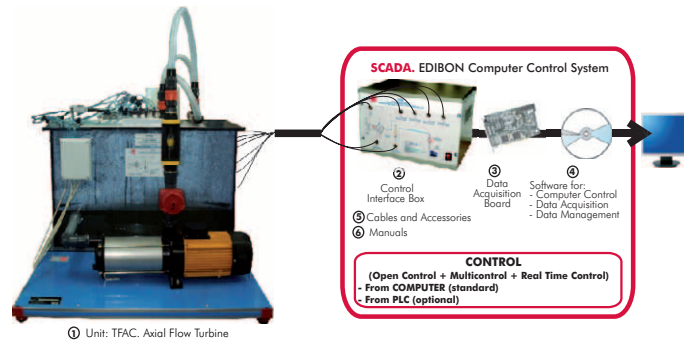 SCADA. EDIBON Computer Control System
② Control Interface Box
③ Data Acquisition Board
④ Software for:
- Computer Control
- Data Acquisition
- Data Management
⑤ Cables and Accessories
⑥ Manuals
CONTROL
(Open Control + Multicontrol + Real Time Control)
- From COMPUTER (standard)
- From PLC (optional)
① Unit: TFAC. Axial Flow Turbine